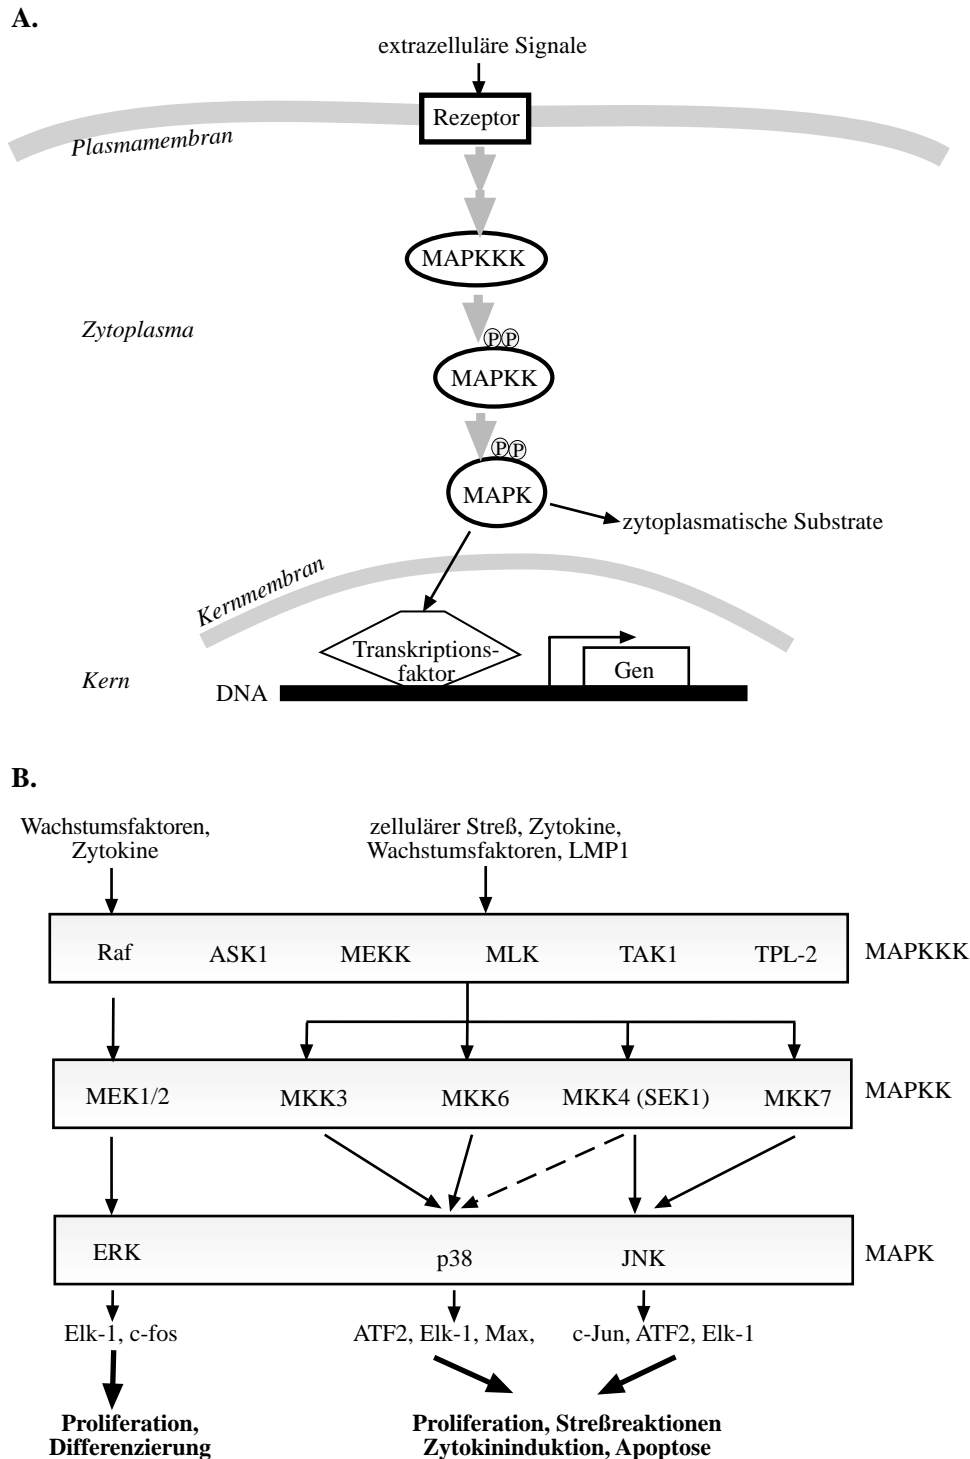 A.
extrazelluläre Signale
Rezeptor
Plasmamembran
MAPKKK
Zytoplasma
P P
MAPKK
P P
MAPK
zytoplasmatische Substrate
Kernmembran
Transkriptions-
faktor
Gen
Kern
DNA
B.
Wachstumsfaktoren,
Zytokine
zellulärer Streß, Zytokine,
Wachstumsfaktoren, LMP1
Raf ASK1 MEKK MLK TAK1 TPL-2 MAPKKK
MEK1/2 MKK3 MKK6 MKK4 (SEK1) MKK7 MAPKK
ERK p38 JNK MAPK
Elk-1, c-fos ATF2, Elk-1, Max, c-Jun, ATF2, Elk-1
Proliferation,
Differenzierung
Proliferation, Streßreaktionen
Zytokininduktion, Apoptose